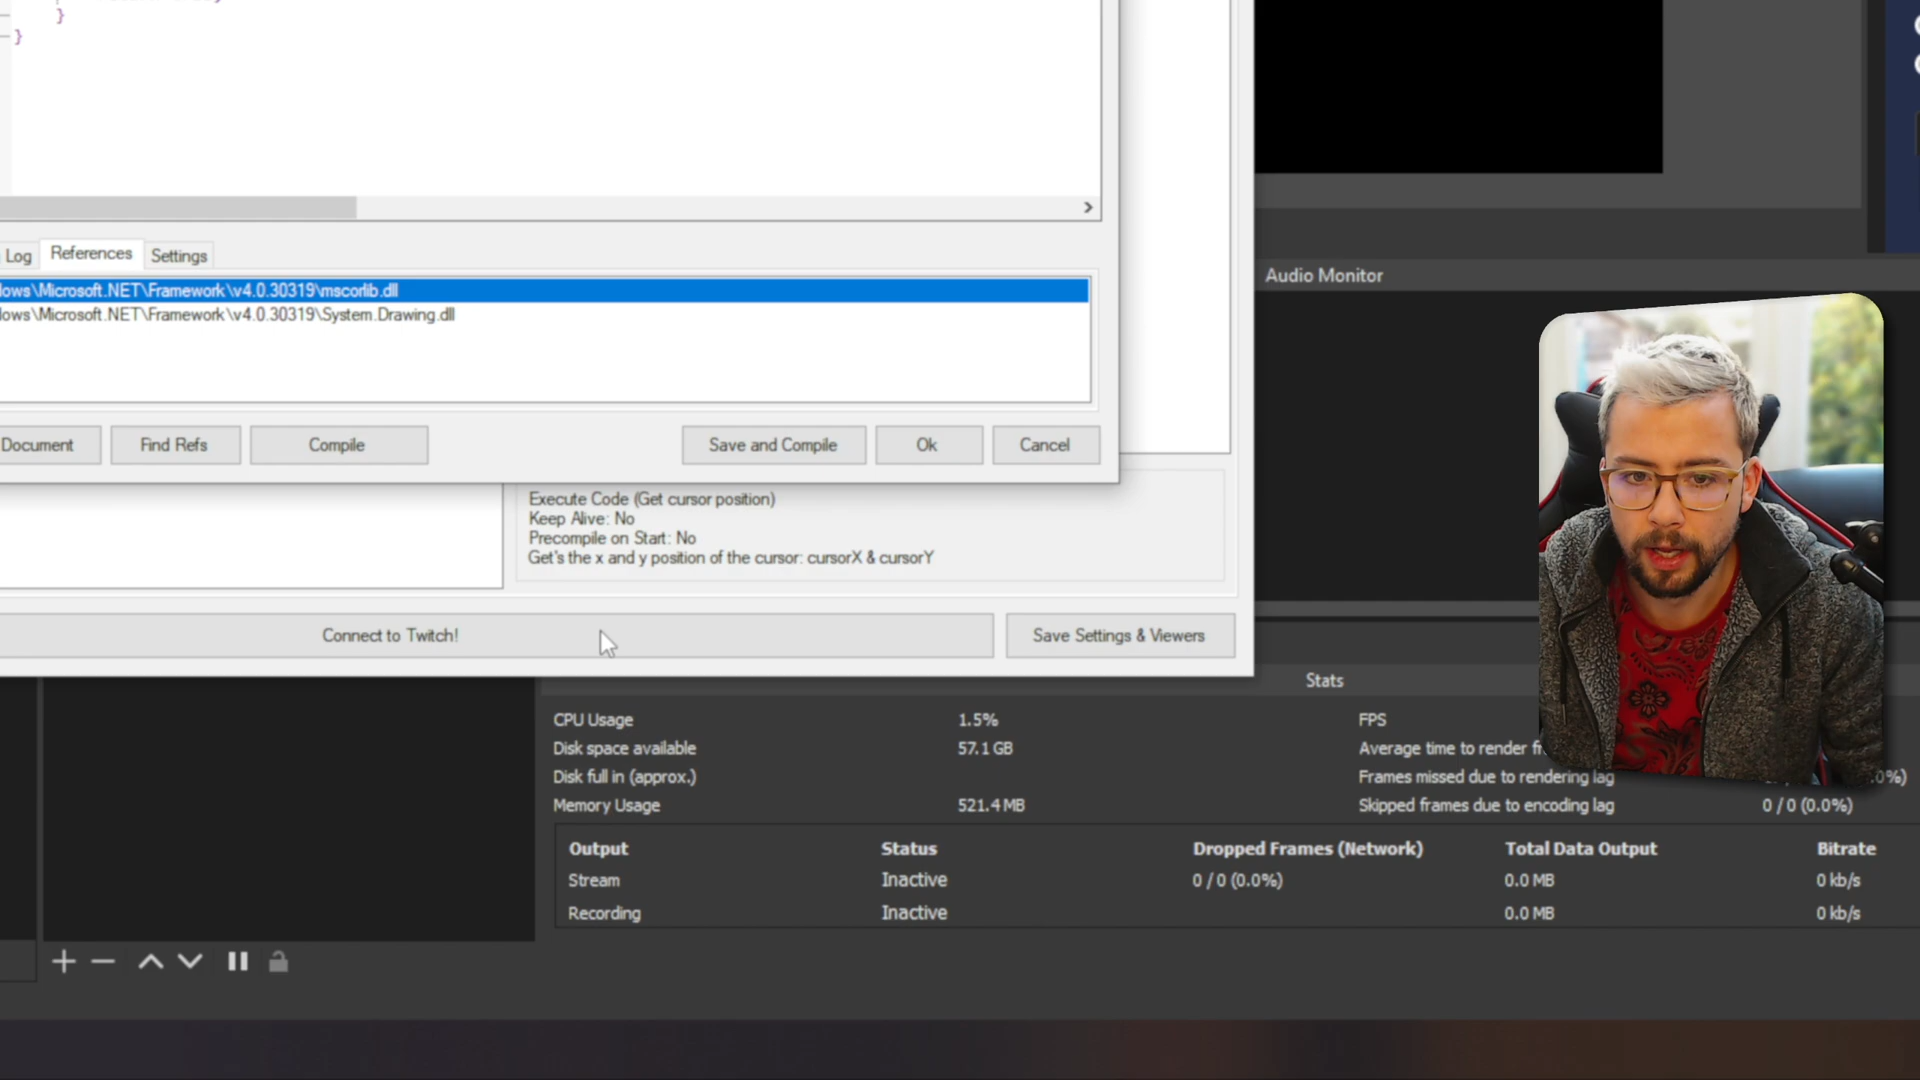 }
}
Audio Monitor
Log
References
Settings
lows\Microsoft.NET\Framework\v4.0.30319\mscorlib.dll
lows\Microsoft.NET\Framework\v4.0.30319\System.Drawing.dll
Document
Find Refs
Compile
Save and Compile
Ok
Cancel
Execute Code (Get cursor position)
Keep Alive: No
Precompile on Start: No
Get's the x and y position of the cursor: cursorX & cursorY
Connect to Twitch!
Save Settings & Viewers
Stats
CPU Usage 1.5% FPS
Disk space available 57.1 GB Average time to render
Disk full in (approx.) Frames missed due to rendering lag .0%)
Memory Usage 521.4 MB Skipped frames due to encoding lag 0 / 0 (0.0%)
Output Status Dropped Frames (Network) Total Data Output Bitrate
Stream Inactive 0 / 0 (0.0%) 0.0 MB 0 kb/s
Recording Inactive 0.0 MB 0 kb/s